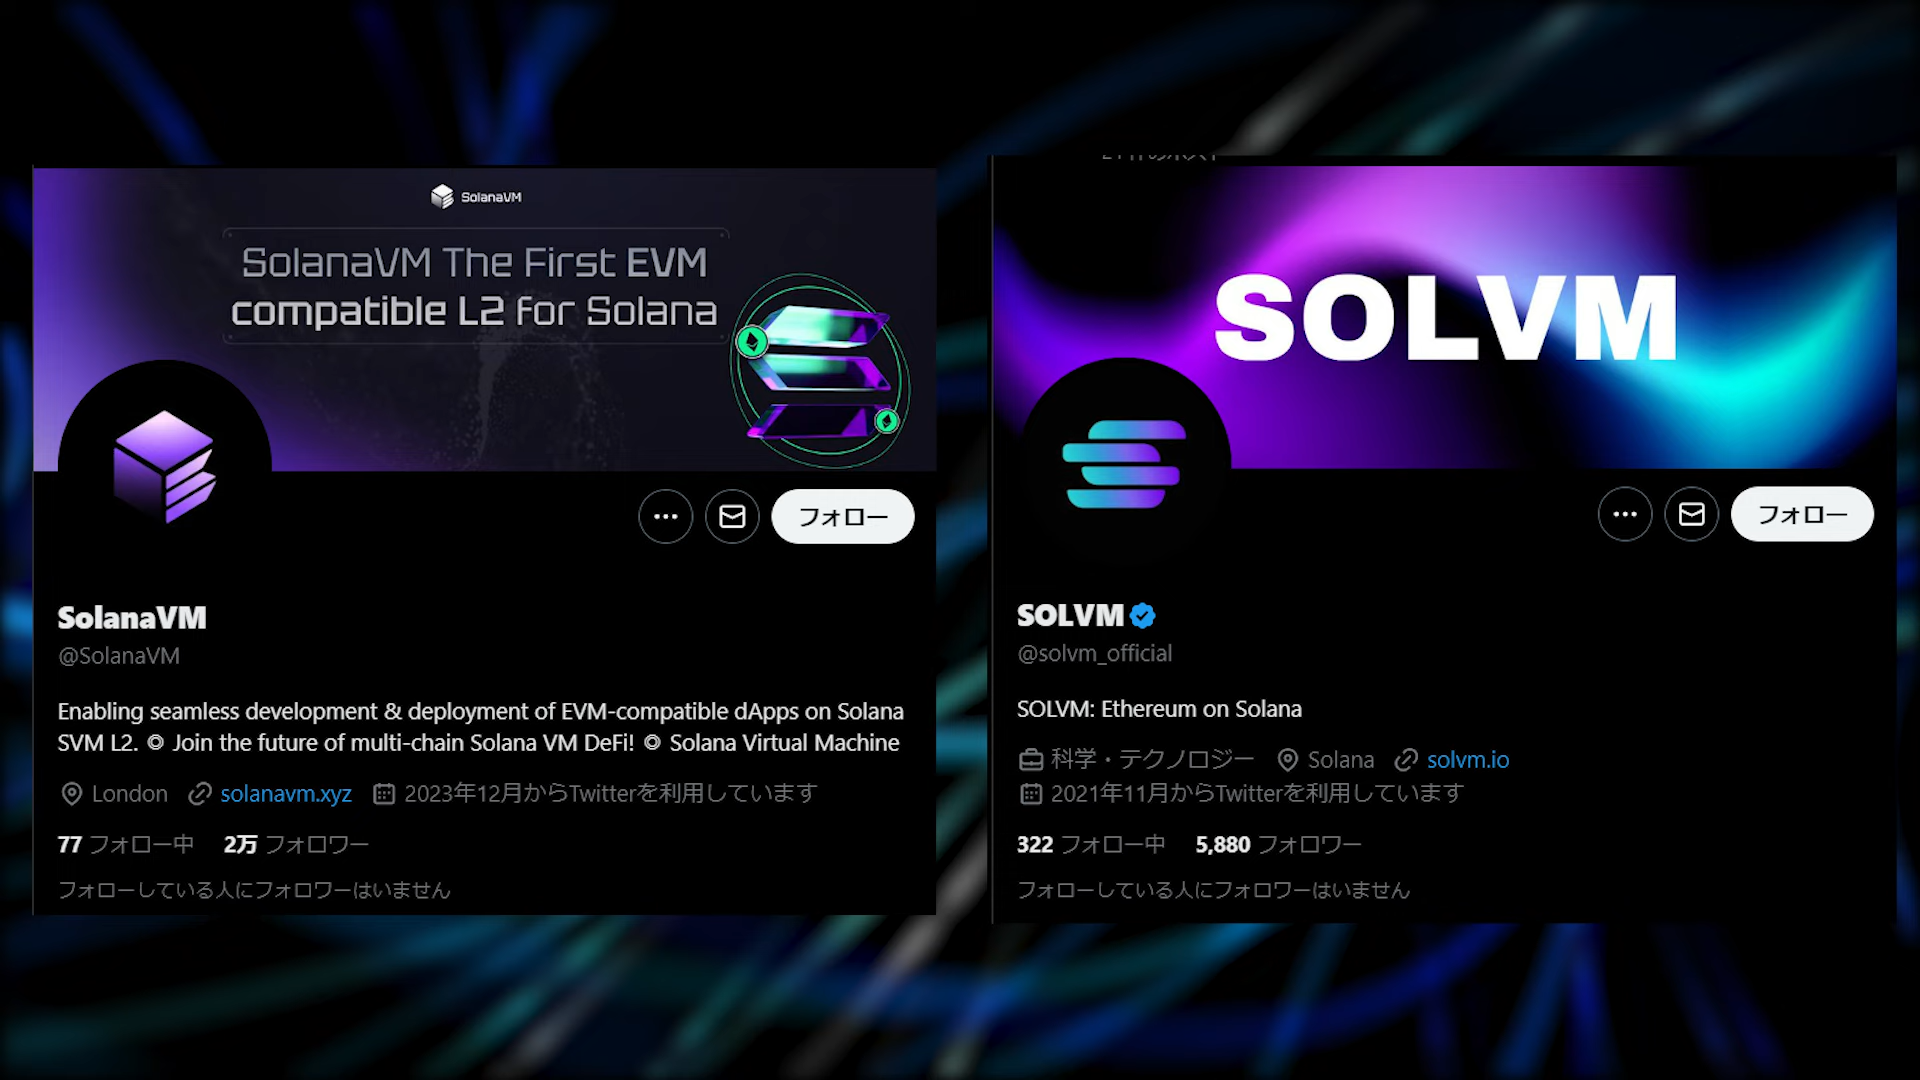 SolanaVM
SolanaVM The First EVM
compatible L2 for Solana
フォロー
SolanaVM
@SolanaVM
Enabling seamless development & deployment of EVM-compatible dApps on Solana
SVM L2. ◎ Join the future of multi-chain Solana VM DeFi! ◎ Solana Virtual Machine
London solanavm.xyz 2023年12月からTwitterを利用しています
77 フォロー中 2万 フォロワー
フォローしている人にフォロワーはいません
SOLVM
フォロー
SOLVM
@solvm_official
SOLVM: Ethereum on Solana
科学・テクノロジー Solana solvm.io
2021年11月からTwitterを利用しています
322 フォロー中 5,880 フォロワー
フォローしている人にフォロワーはいません